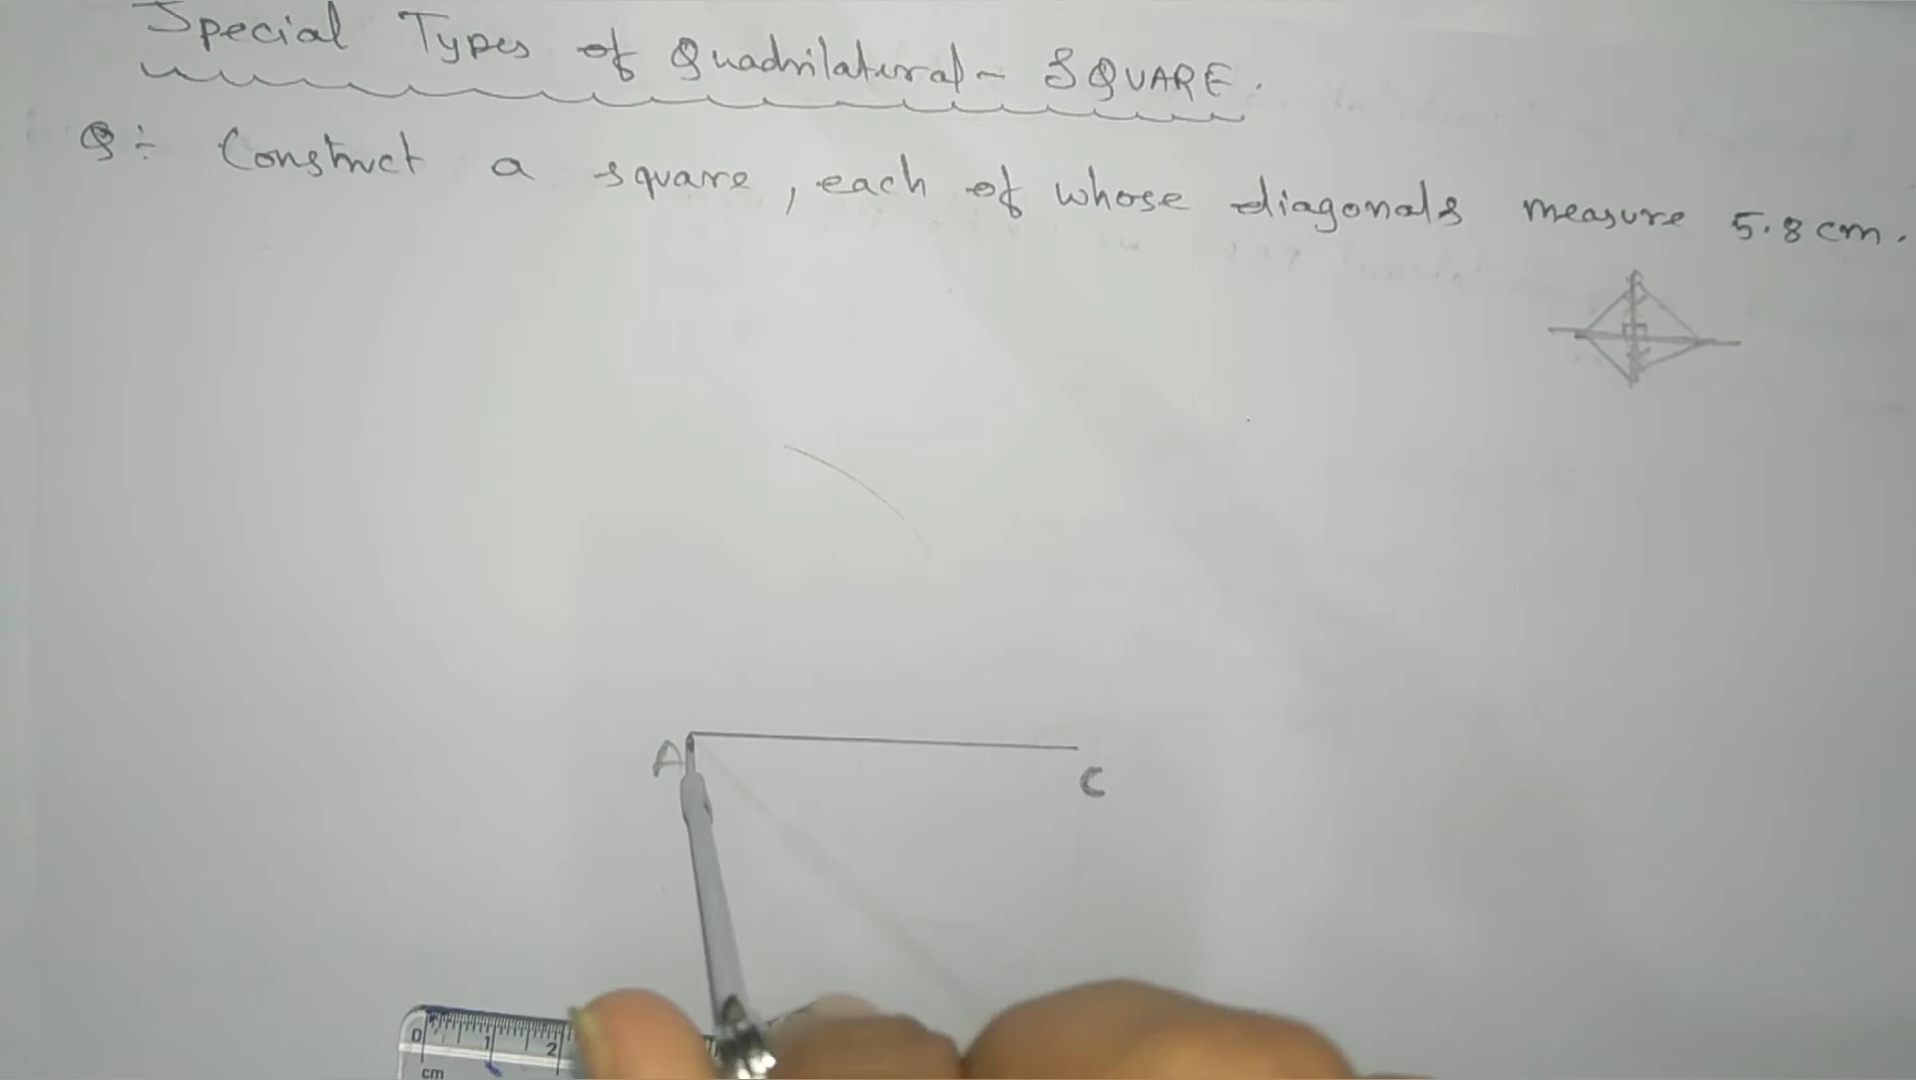 Special Types of Quadrilateral - SQUARE.
Q:- Construct a square, each of whose diagonals measure 5.8 cm.
A
C
0 1 2
cm